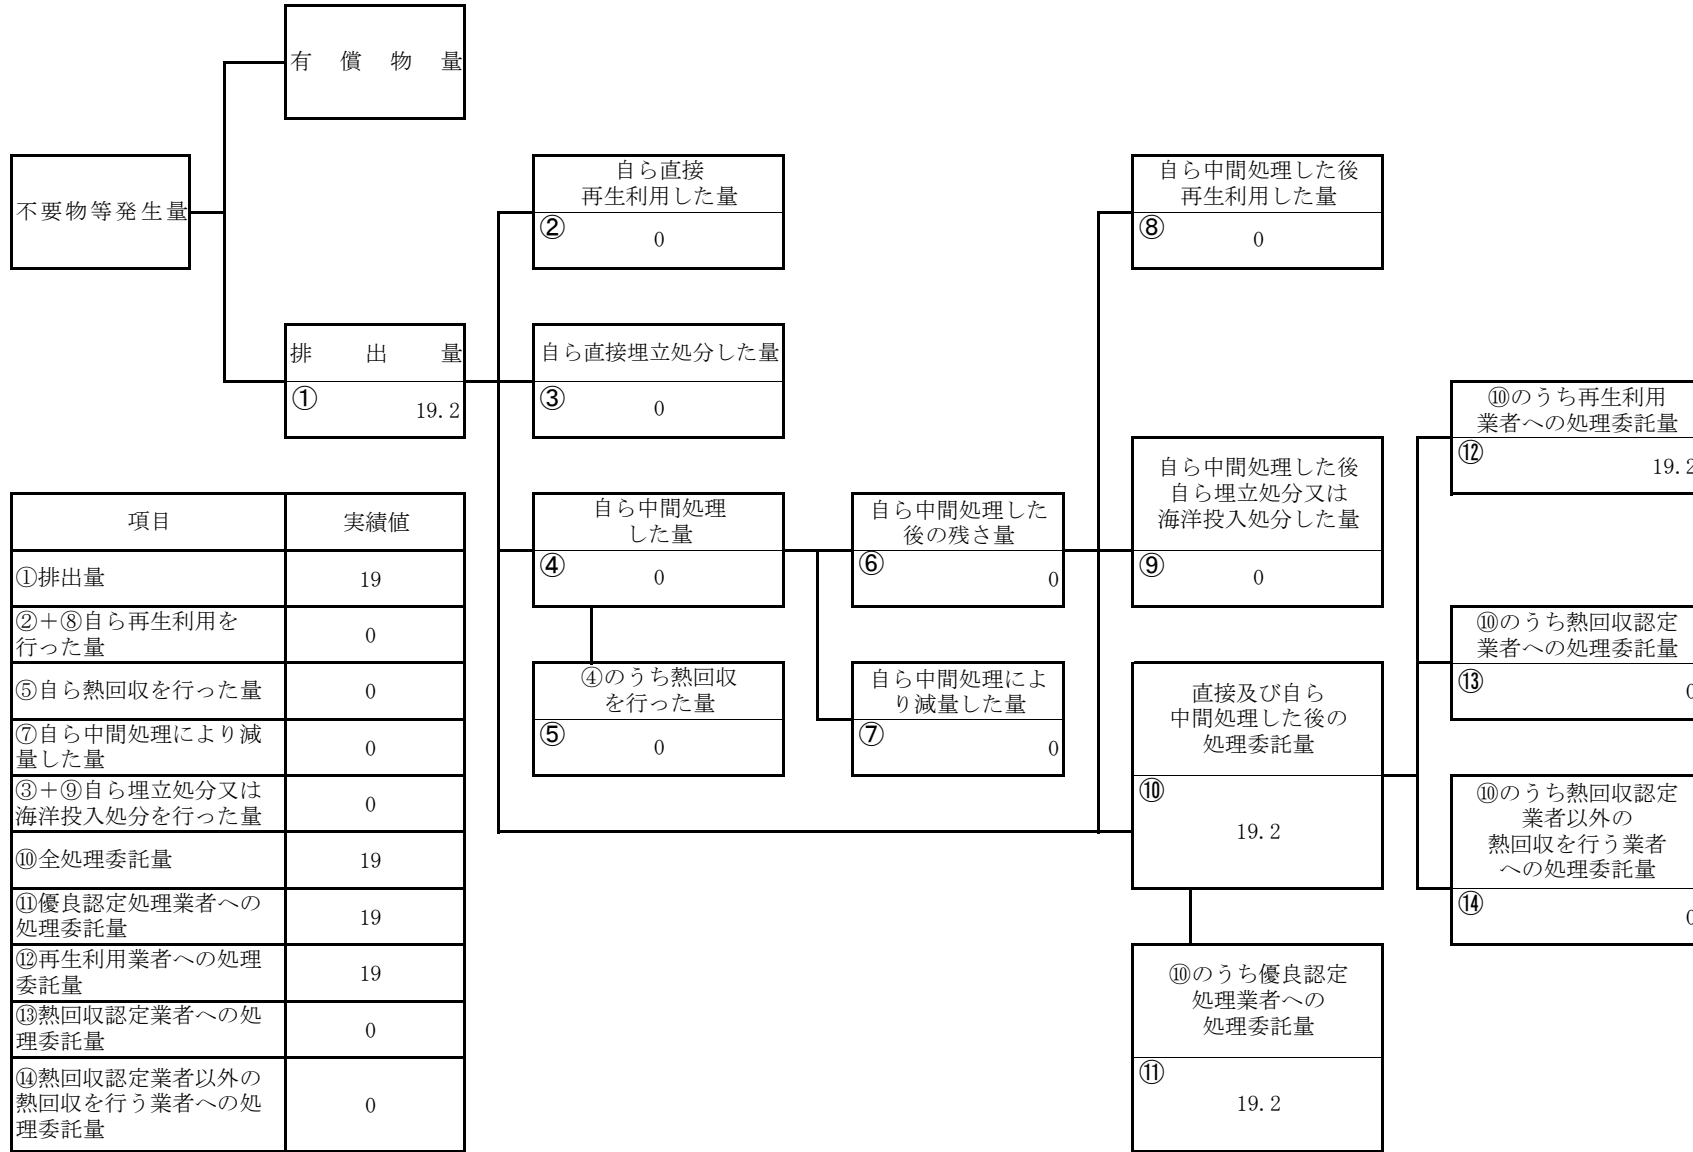 有償物量
不要物等発生量
排出量
①
19.2
自ら直接
再生利用した量
②
0
自ら直接埋立処分した量
③
0
自ら中間処理
した量
④
0
④のうち熱回収
を行った量
⑤
0
自ら中間処理した
後の残さ量
⑥
0
自ら中間処理によ
り減量した量
⑦
0
自ら中間処理した後
再生利用した量
⑧
0
自ら中間処理した後
自ら埋立処分又は
海洋投入処分した量
⑨
0
直接及び自ら
中間処理した後の
処理委託量
⑩
19.2
⑩のうち優良認定
処理業者への
処理委託量
⑪
19.2
⑩のうち再生利用
業者への処理委託量
⑫
19.2
⑩のうち熱回収認定
業者への処理委託量
⑬
0
⑩のうち熱回収認定
業者以外の
熱回収を行う業者
への処理委託量
⑭
0
項目 実績値
①排出量 19
②＋⑧自ら再生利用を
行った量 0
⑤自ら熱回収を行った量 0
⑦自ら中間処理により減
量した量 0
③＋⑨自ら埋立処分又は
海洋投入処分を行った量 0
⑩全処理委託量 19
⑪優良認定処理業者への
処理委託量 19
⑫再生利用業者への処理
委託量 19
⑬熱回収認定業者への処
理委託量 0
⑭熱回収認定業者以外の
熱回収を行う業者への処
理委託量 0